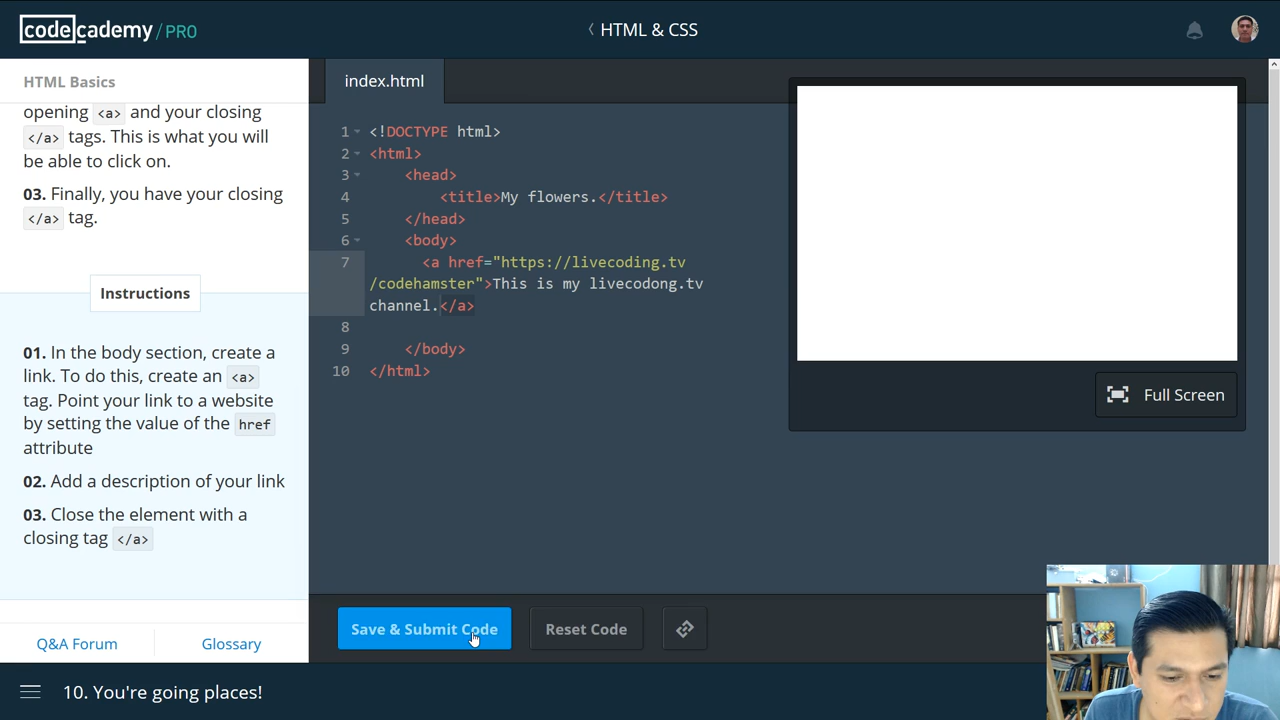 codecademy / PRO
HTML & CSS
HTML Basics
opening <a> and your closing
</a> tags. This is what you will
be able to click on.
03. Finally, you have your closing
</a> tag.
Instructions
01. In the body section, create a
link. To do this, create an <a>
tag. Point your link to a website
by setting the value of the href
attribute
02. Add a description of your link
03. Close the element with a
closing tag </a>
Q&A Forum
Glossary
index.html
1 <!DOCTYPE html>
2 <html>
3 <head>
4 <title>My flowers.</title>
5 </head>
6 <body>
7 <a href="https://livecoding.tv
/codehamster">This is my livecodong.tv
channel.</a>
8
9 </body>
10 </html>
Full Screen
Save & Submit Code
Reset Code
10. You're going places!